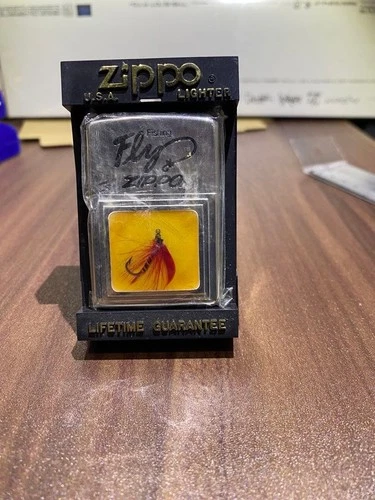 Zippo®
U.S.A. LIGHTER
Fishing
Fly
&
ZIPPO
LIFETIME GUARANTEE